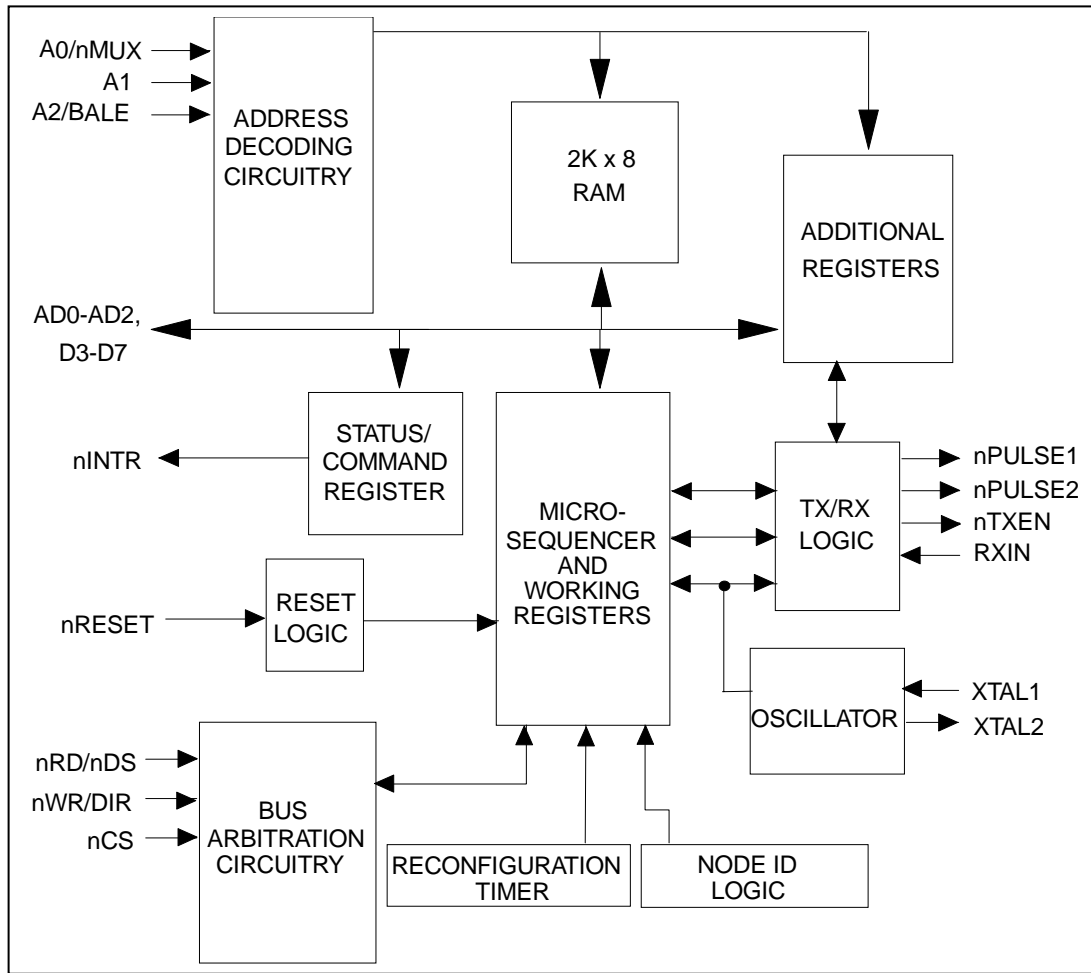 A0/nMUX
A1
A2/BALE
ADDRESS
DECODING
CIRCUITRY
2K x 8
RAM
ADDITIONAL
REGISTERS
AD0-AD2,
D3-D7
STATUS/
COMMAND
REGISTER
nINTR
MICRO-
SEQUENCER
AND
WORKING
REGISTERS
TX/RX
LOGIC
nPULSE1
nPULSE2
nTXEN
RXIN
nRESET
RESET
LOGIC
OSCILLATOR
XTAL1
XTAL2
nRD/nDS
nWR/DIR
nCS
BUS
ARBITRATION
CIRCUITRY
RECONFIGURATION
TIMER
NODE ID
LOGIC